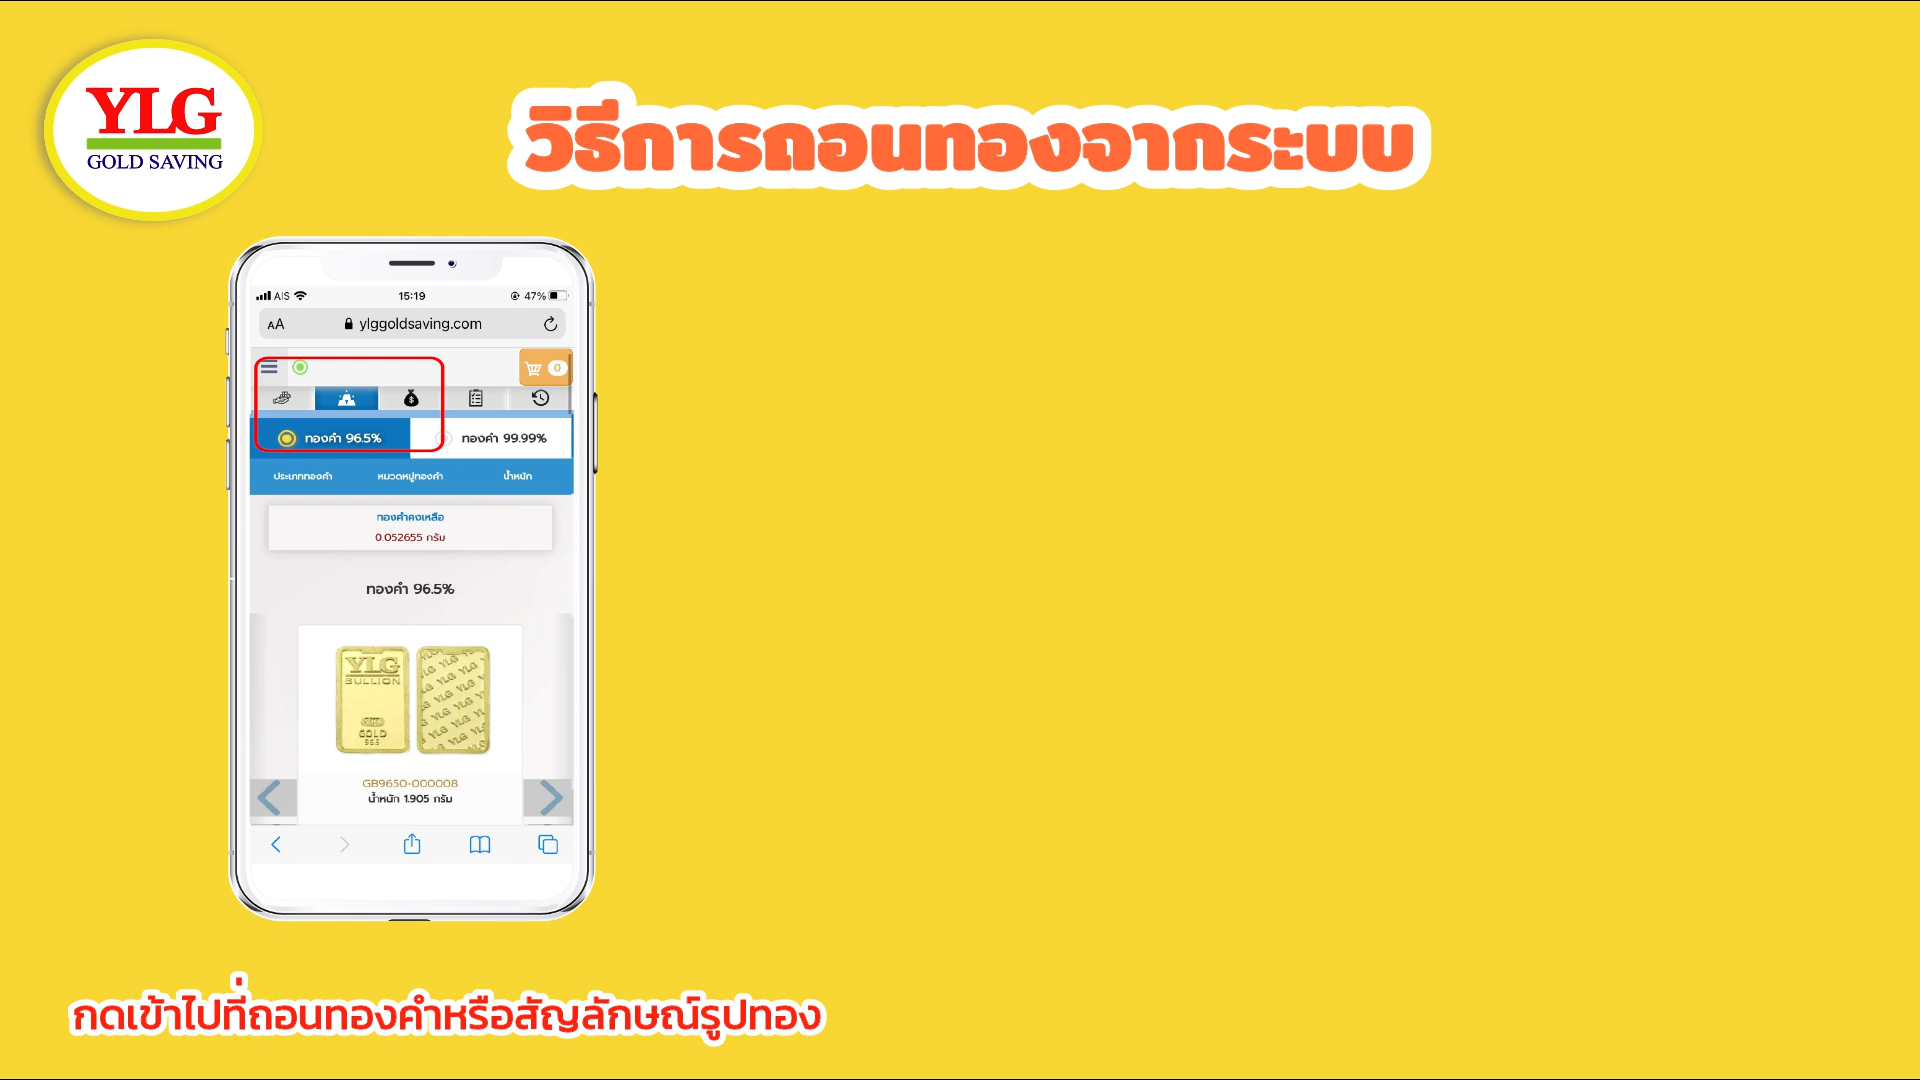 YLG
GOLD SAVING
วิธีการถอนทองจากระบบ
AIS
15:19
47%
AA
ylggoldsaving.com
0
ทองคำ 96.5%
ทองคำ 99.99%
ประเภททองคำ
หมวดหมู่ทองคำ
น้ำหนัก
ทองคำคงเหลือ
0.052655 กรัม
ทองคำ 96.5%
YLG
BULLION
GOLD
96.5
GB9650-000008
น้ำหนัก 1.905 กรัม
กดเข้าไปที่ถอนทองคำหรือสัญลักษณ์รูปทอง